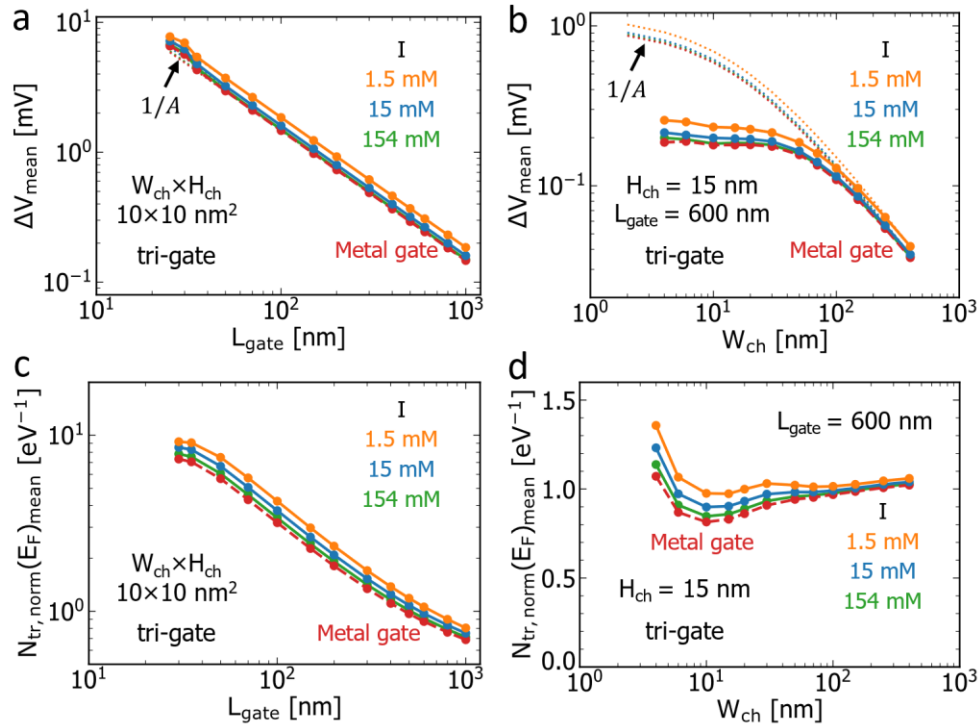 a
ΔV_mean [mV]
10^1
10^0
10^-1
1/A
I
1.5 mM
15 mM
154 mM
W_ch×H_ch
10×10 nm²
tri-gate
Metal gate
10^1
10^2
10^3
L_gate [nm]
b
ΔV_mean [mV]
10^0
10^-1
1/A
I
1.5 mM
15 mM
154 mM
H_ch = 15 nm
L_gate = 600 nm
tri-gate
Metal gate
10^0
10^1
10^2
10^3
W_ch [nm]
c
N_tr, norm(E_F)_mean [eV^-1]
10^1
10^0
I
1.5 mM
15 mM
154 mM
W_ch×H_ch
10×10 nm²
tri-gate
Metal gate
10^1
10^2
10^3
L_gate [nm]
d
N_tr, norm(E_F)_mean [eV^-1]
1.5
1.0
0.5
0.0
L_gate = 600 nm
I
1.5 mM
15 mM
154 mM
Metal gate
H_ch = 15 nm
tri-gate
10^0
10^1
10^2
10^3
W_ch [nm]